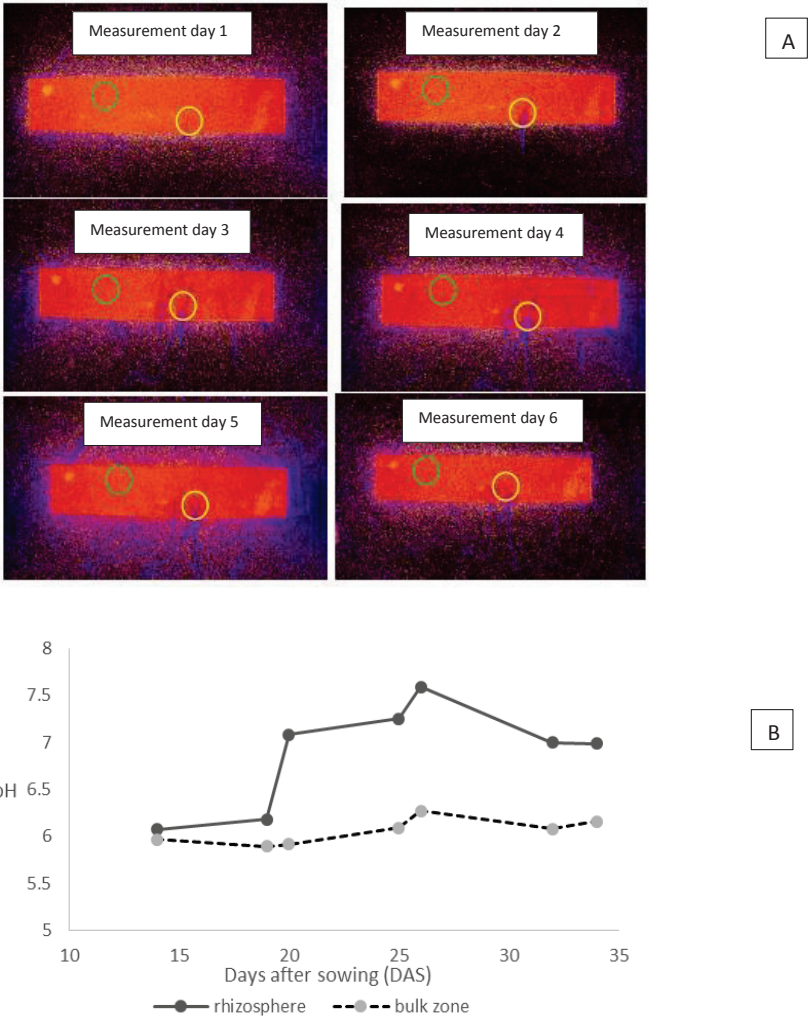 Measurement day 1
Measurement day 2
A
Measurement day 3
Measurement day 4
Measurement day 5
Measurement day 6
8
7.5
7
B
6.5
pH
6
5.5
5
10 15 20 25 30 35
Days after sowing (DAS)
rhizosphere bulk zone